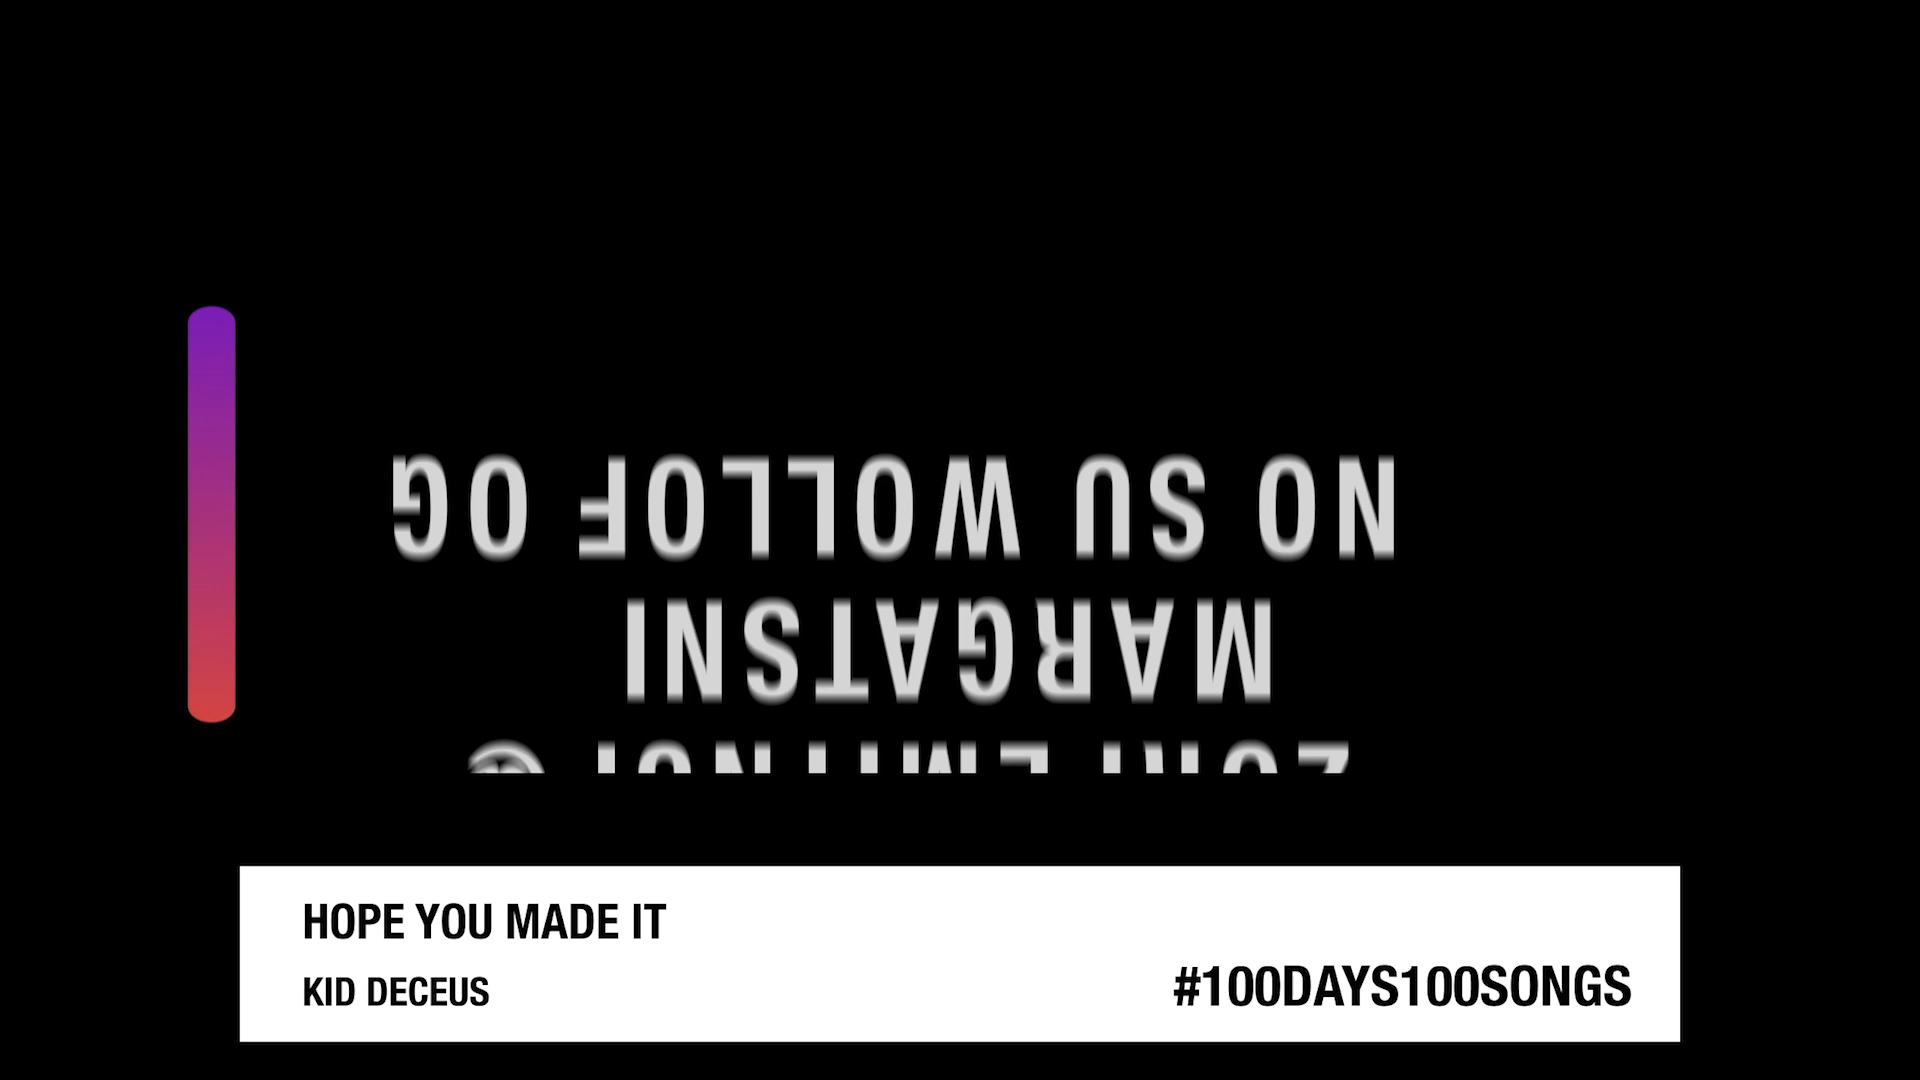 GO FOLLOW US ON
INSTAGRAM
HOPE YOU MADE IT
KID DECEUS
#100DAYS100SONGS